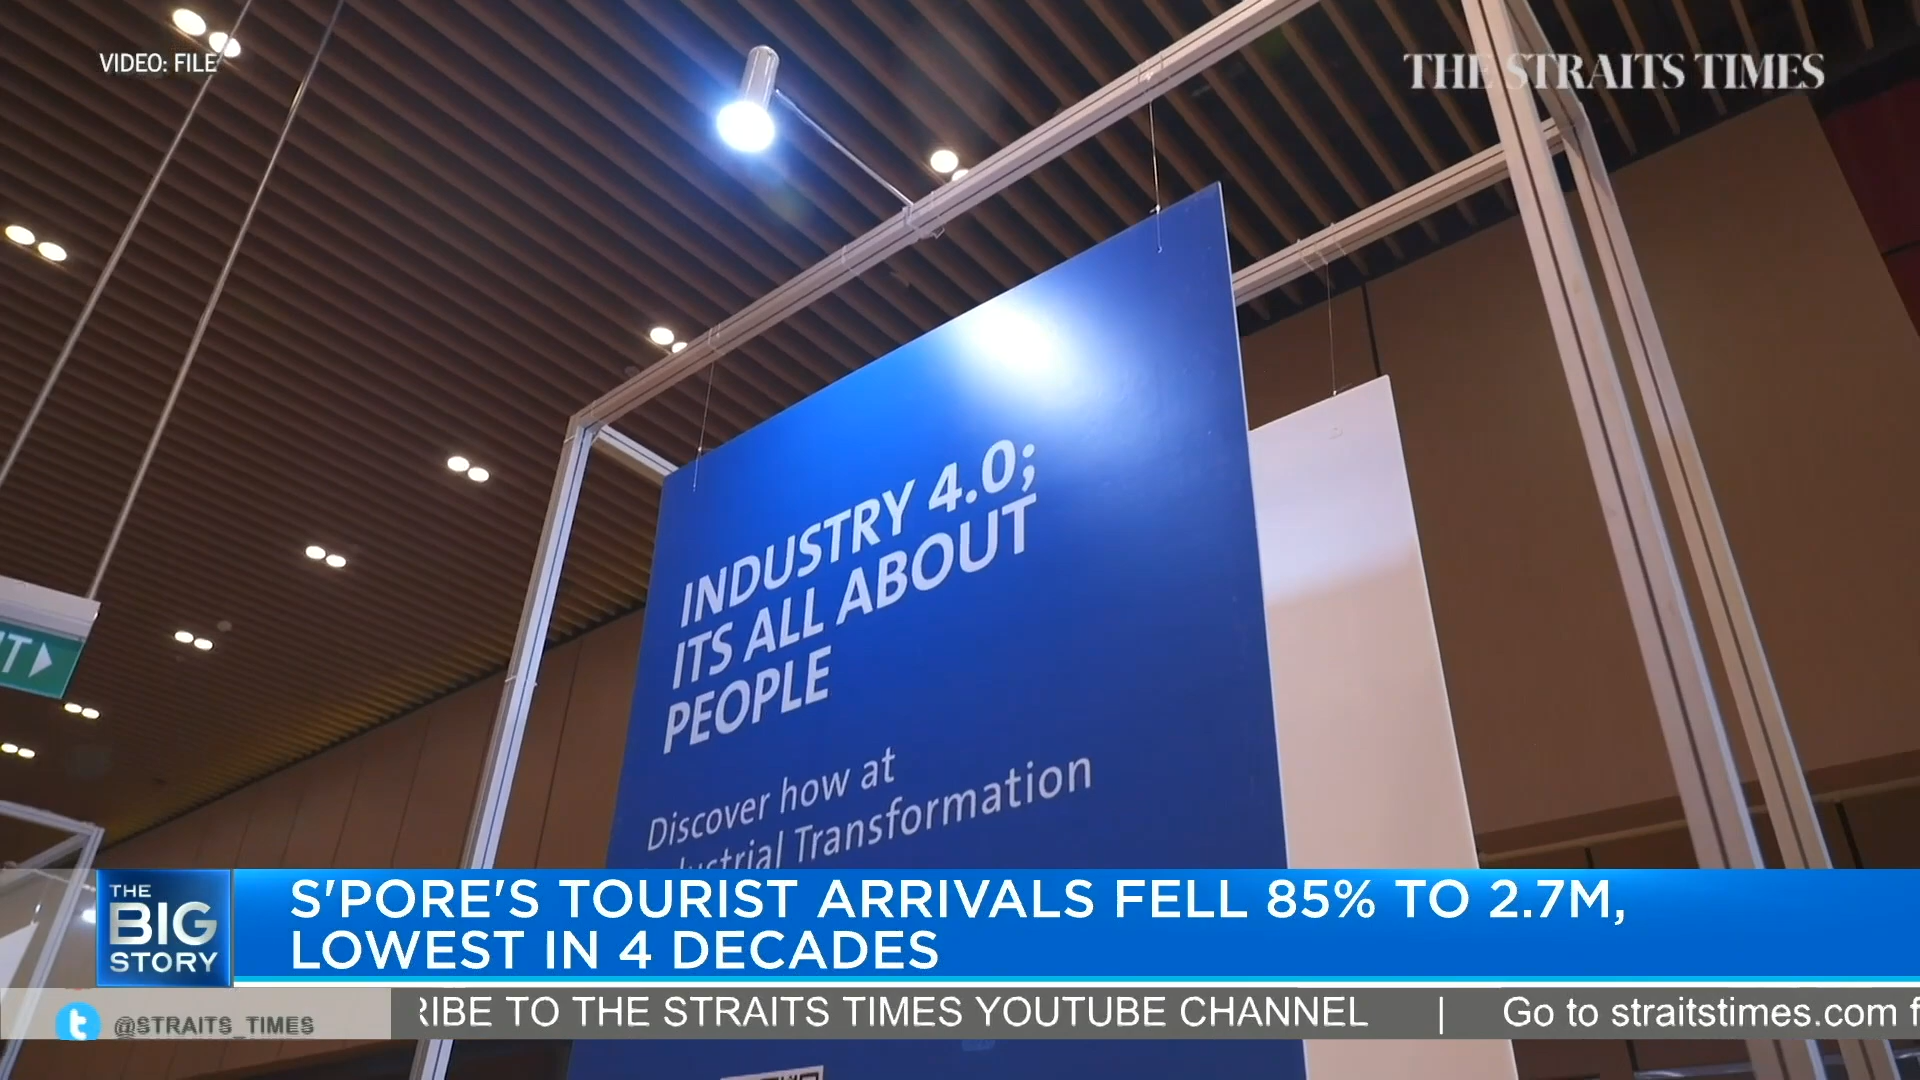 VIDEO: FILE
THE STRAITS TIMES
INDUSTRY 4.0;
ITS ALL ABOUT
PEOPLE
Discover how at
Transformation
THE
BIG
STORY
S'PORE'S TOURIST ARRIVALS FELL 85% TO 2.7M,
LOWEST IN 4 DECADES
@STRAITS_TIMES
RIBE TO THE STRAITS TIMES YOUTUBE CHANNEL | Go to straitstimes.com